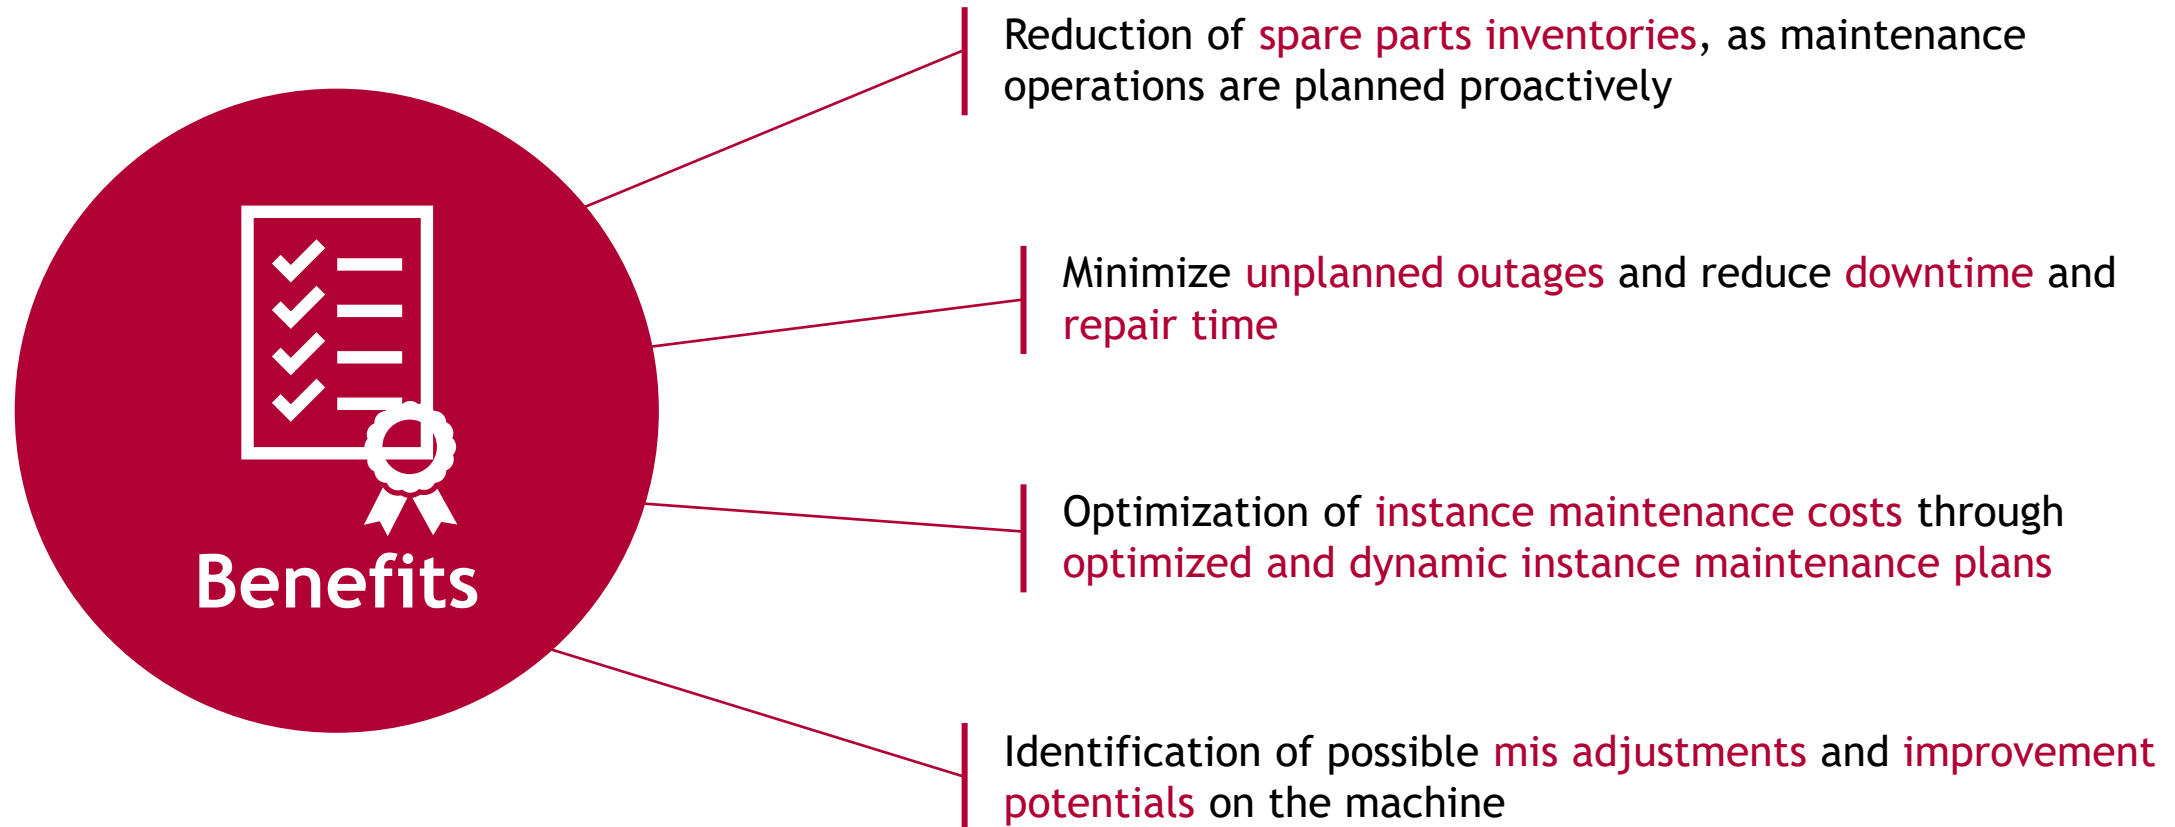 Benefits
Reduction of spare parts inventories, as maintenance
operations are planned proactively
Minimize unplanned outages and reduce downtime and
repair time
Optimization of instance maintenance costs through
optimized and dynamic instance maintenance plans
Identification of possible mis adjustments and improvement
potentials on the machine